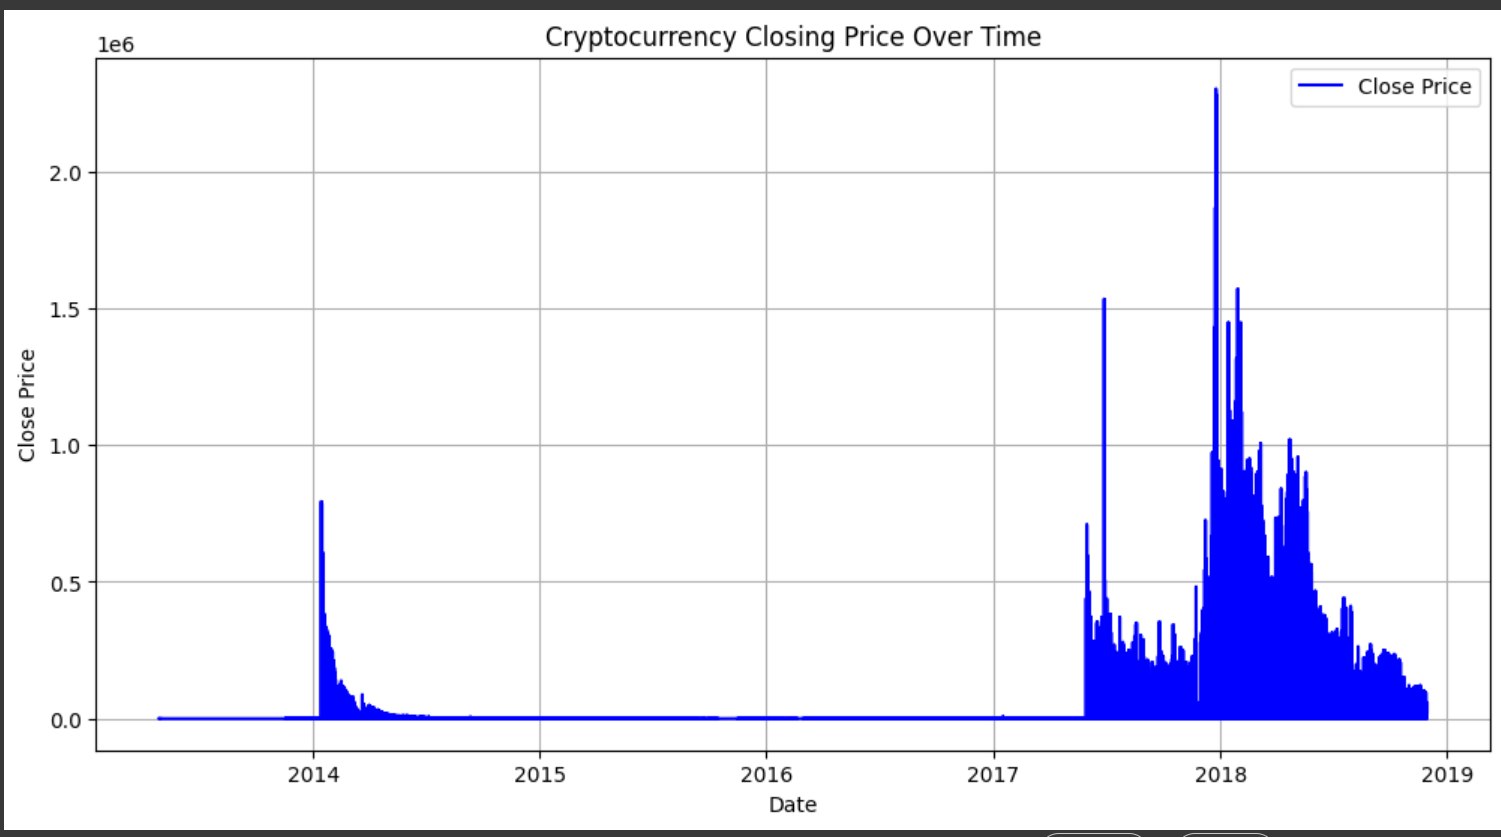 Cryptocurrency Closing Price Over Time
1e6
Close Price
2.0
1.5
1.0
0.5
0.0
Close Price
2014 2015 2016 2017 2018 2019
Date